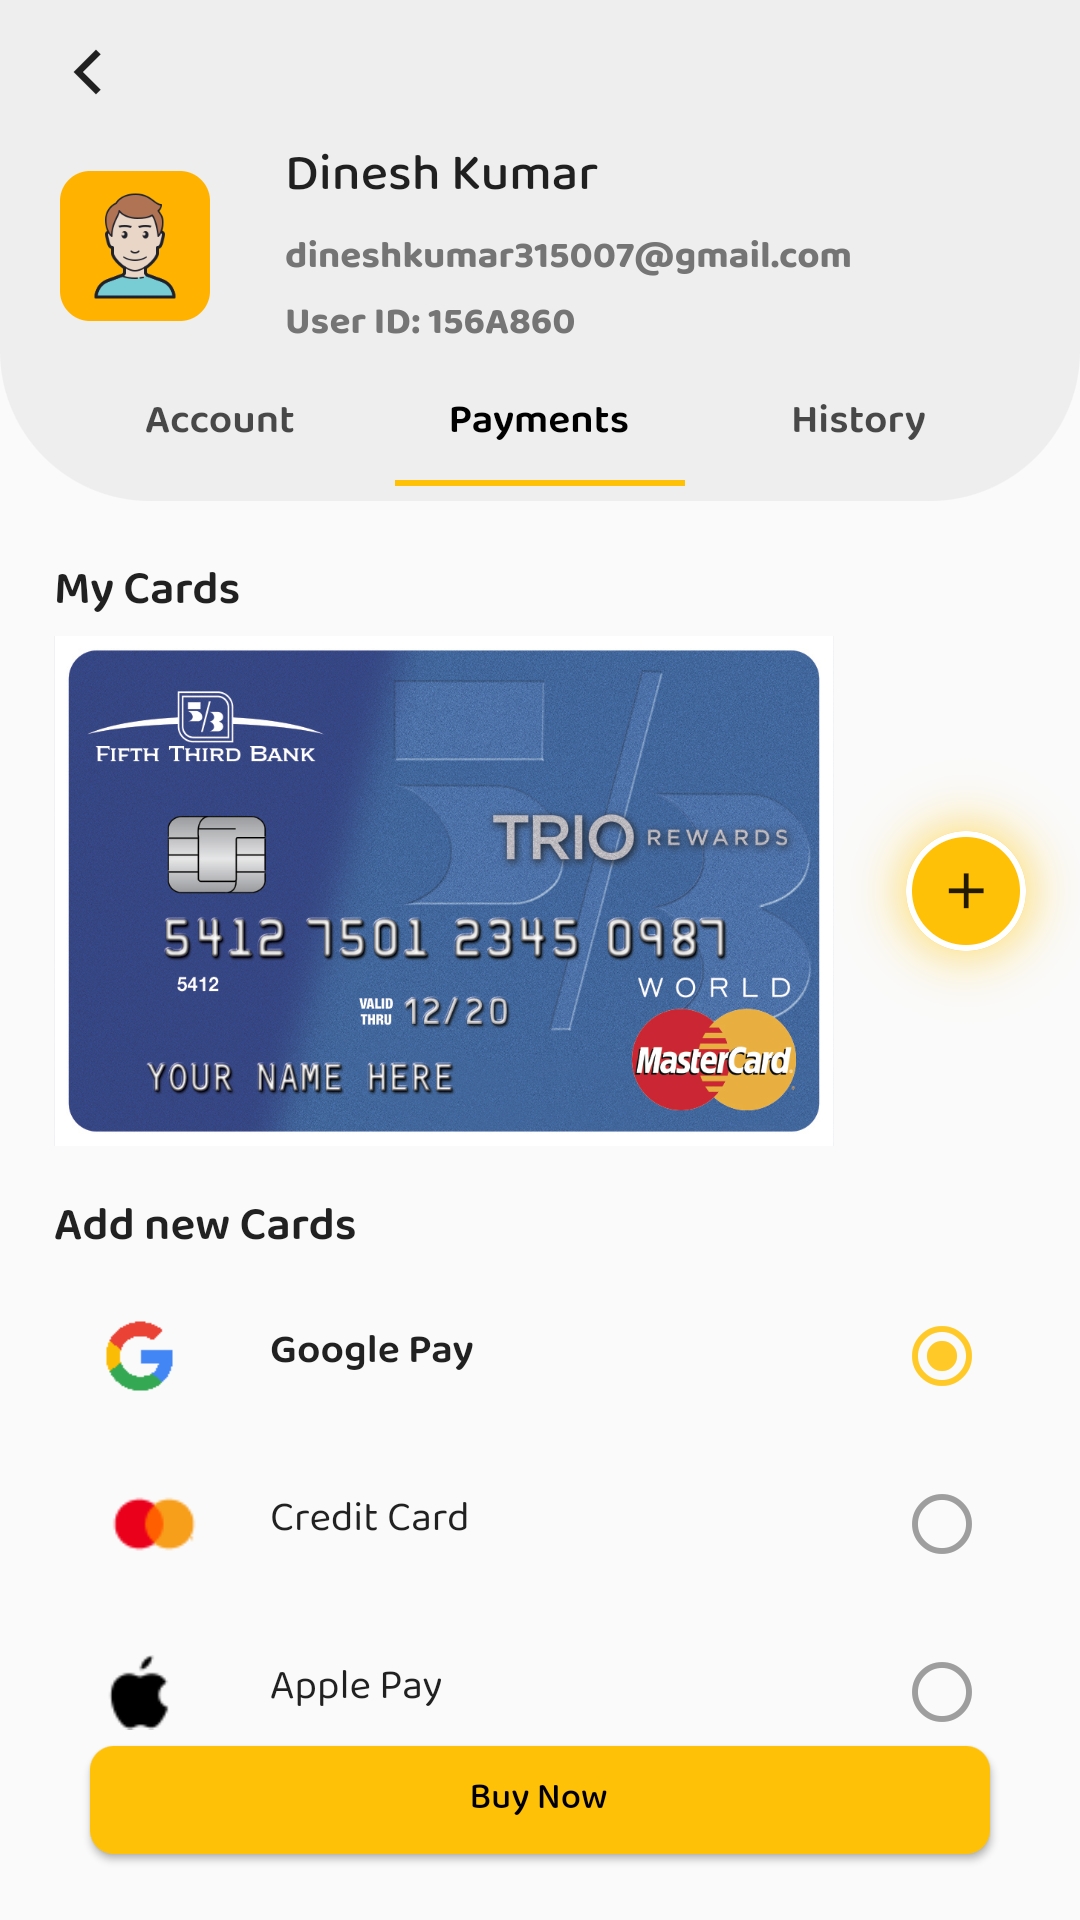 Dinesh Kumar
dineshkumar315007@gmail.com
User ID: 156A860
Account Payments History
My Cards
FIFTH THIRD BANK
TRIO REWARDS
5412 7501 2345 0987
5412
WORLD
VALID THRU 12/20
MasterCard
YOUR NAME HERE
Add new Cards
Google Pay
Credit Card
Apple Pay
Buy Now